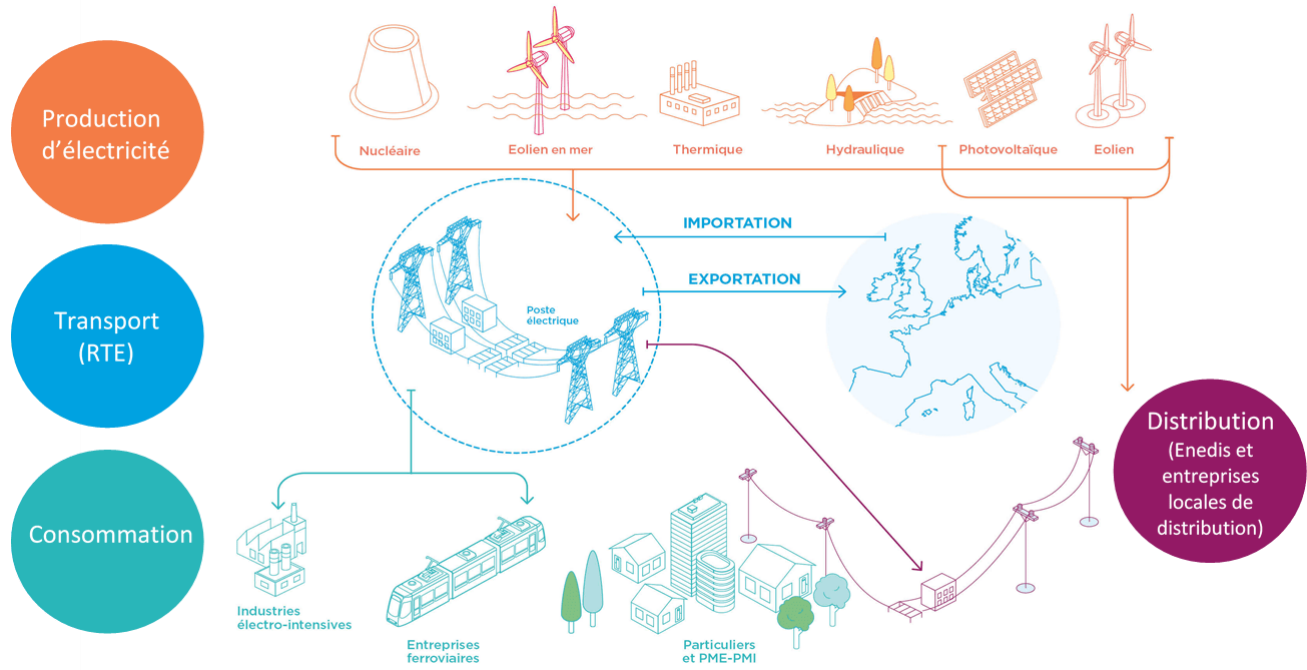 Production
d’électricité
Nucléaire
Eolien en mer
Thermique
Hydraulique
Photovoltaïque
Eolien
Transport
(RTE)
IMPORTATION
EXPORTATION
Poste
électrique
Distribution
(Enedis et
entreprises
locales de
distribution)
Consommation
Industries
électro-intensives
Entreprises
ferroviaires
Particuliers
et PME-PMI